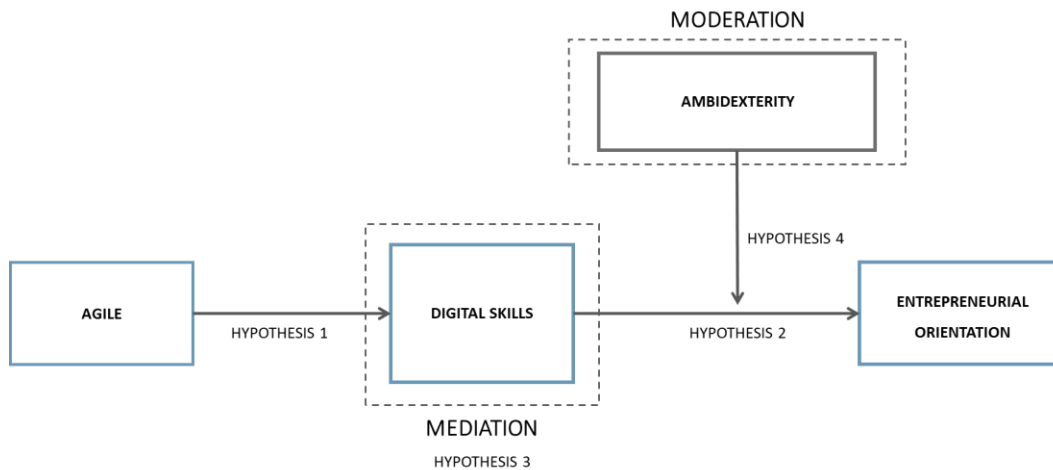 MODERATION
AMBIDEXTERITY
HYPOTHESIS 4
AGILE
HYPOTHESIS 1
DIGITAL SKILLS
HYPOTHESIS 2
ENTREPRENEURIAL
ORIENTATION
MEDIATION
HYPOTHESIS 3